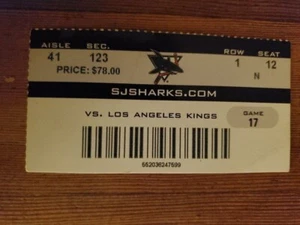 AISLE SEC. ROW SEAT
41 123 1 12
PRICE: $78.00 N
SJSHARKS.COM
VS. LOS ANGELES KINGS GAME
17
552036247599